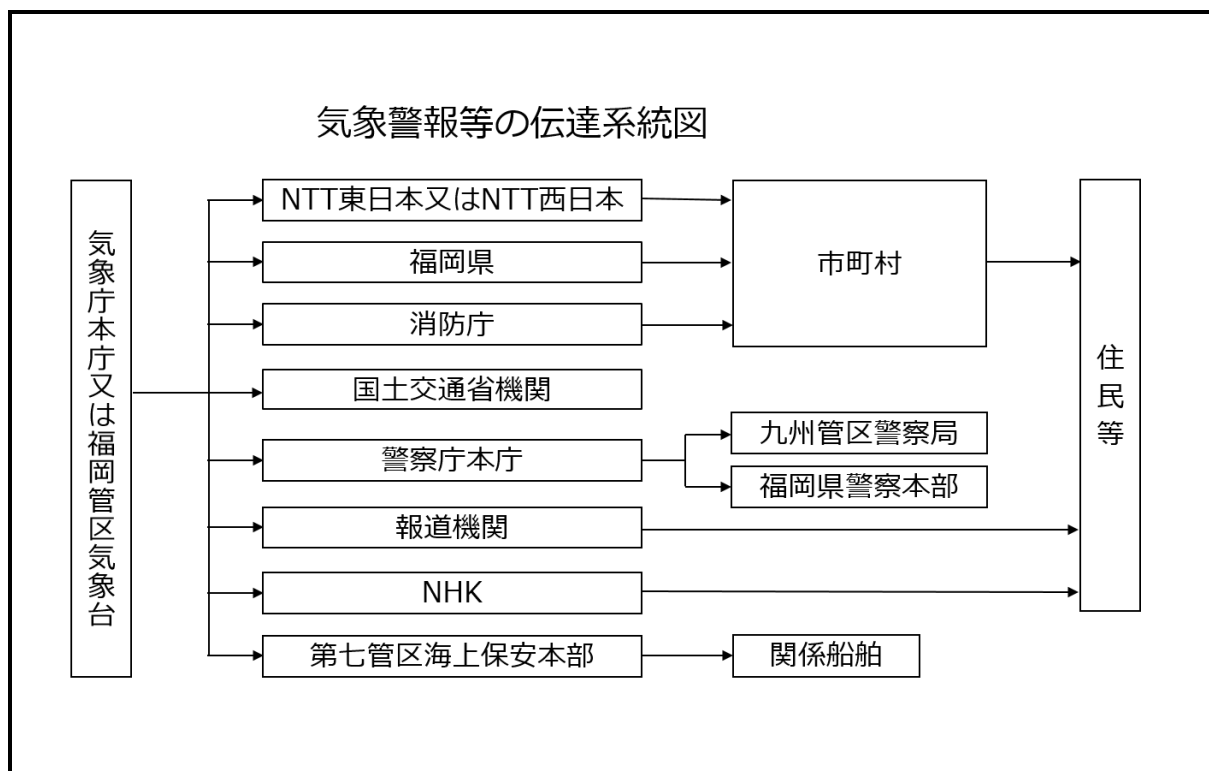 気象警報等の伝達系統図
気象庁本庁又は福岡管区気象台
NTT東日本又はNTT西日本
福岡県
消防庁
国土交通省機関
警察庁本庁
報道機関
NHK
第七管区海上保安本部
市町村
九州管区警察局
福岡県警察本部
関係船舶
住民等